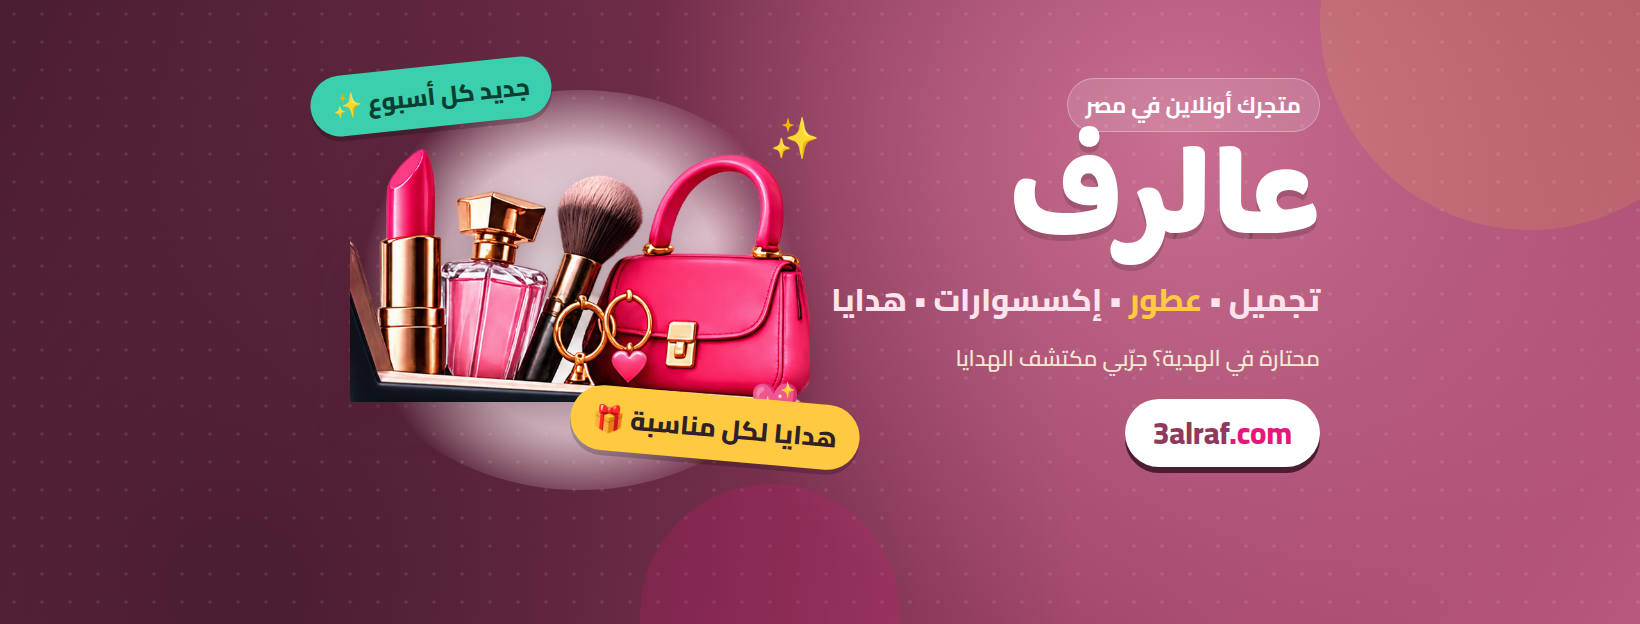 متجرك أونلاين في مصر
عالرف
تجميل • عطور • إكسسوارات • هدايا
محتارة في الهدية؟ جرّبي مكتشف الهدايا
3alraf.com
جديد كل أسبوع ✨
هدايا لكل مناسبة 🎁